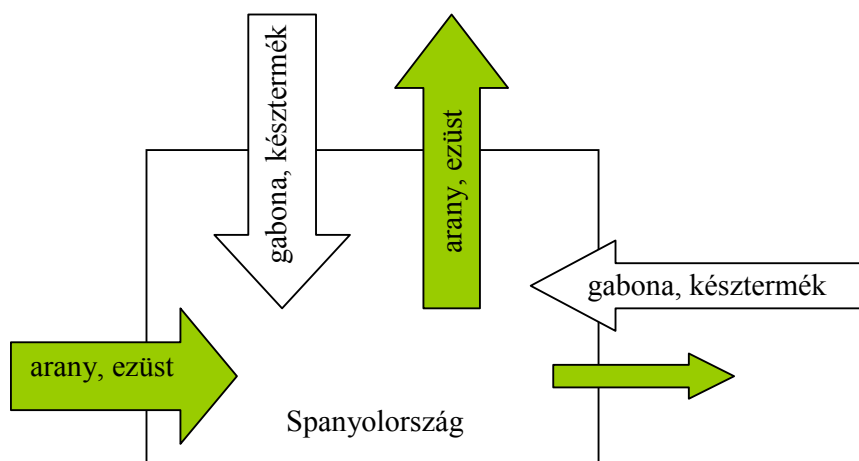 gabona, késztermék
arany, ezüst
gabona, késztermék
arany, ezüst
Spanyolország